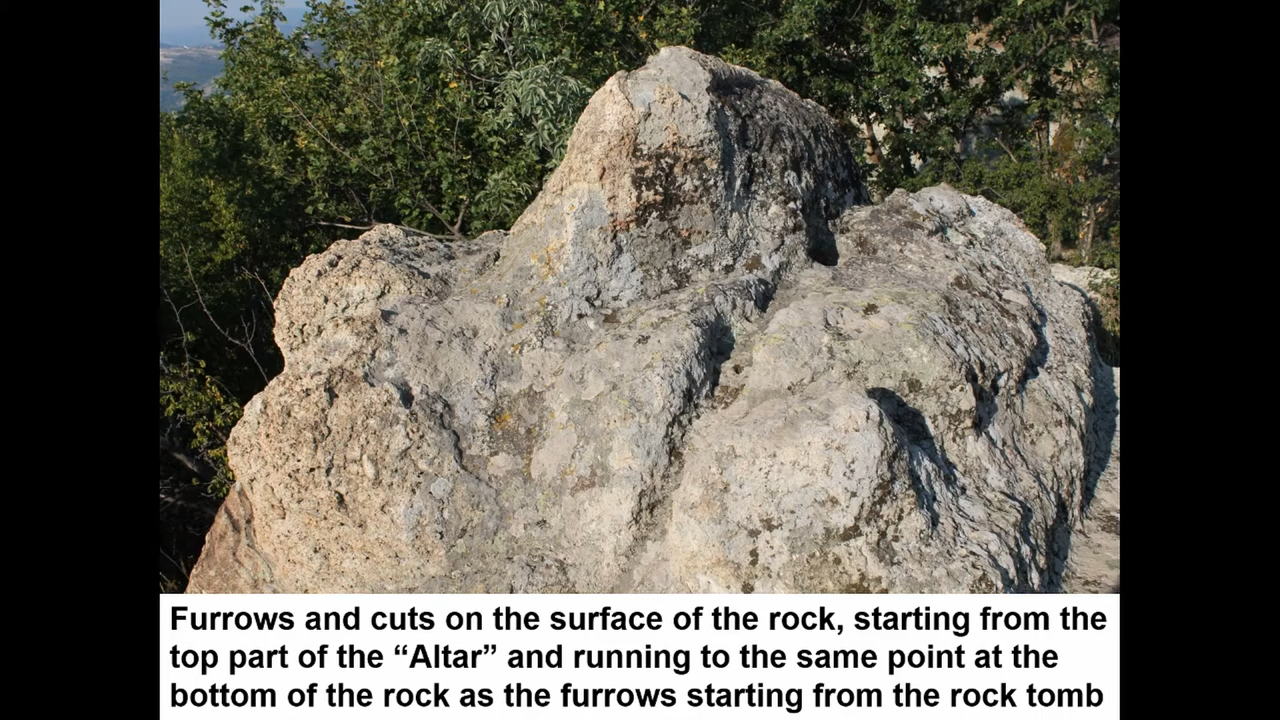 Furrows and cuts on the surface of the rock, starting from the
top part of the “Altar” and running to the same point at the
bottom of the rock as the furrows starting from the rock tomb